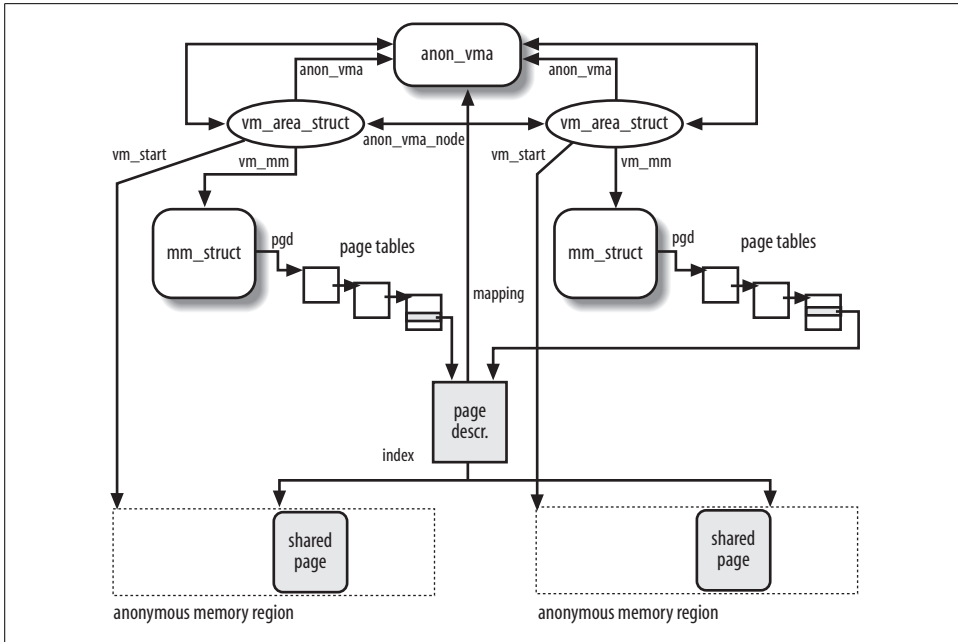 anon_vma
anon_vma
anon_vma
vm_area_struct
vm_area_struct
anon_vma_node
vm_start
vm_mm
vm_start
vm_mm
mm_struct
pgd
page tables
mm_struct
pgd
page tables
mapping
page
descr.
index
shared
page
shared
page
anonymous memory region
anonymous memory region